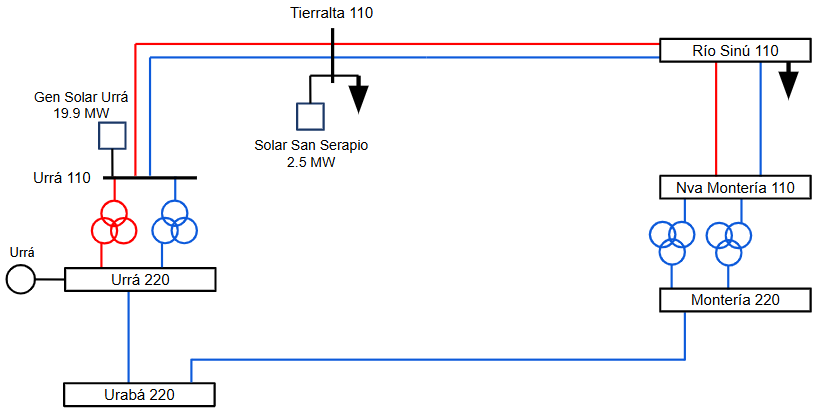 Tierralta 110
Río Sinú 110
Gen Solar Urrá
19.9 MW
Solar San Serapio
2.5 MW
Urrá 110
Nva Montería 110
Urrá
Urrá 220
Montería 220
Urabá 220